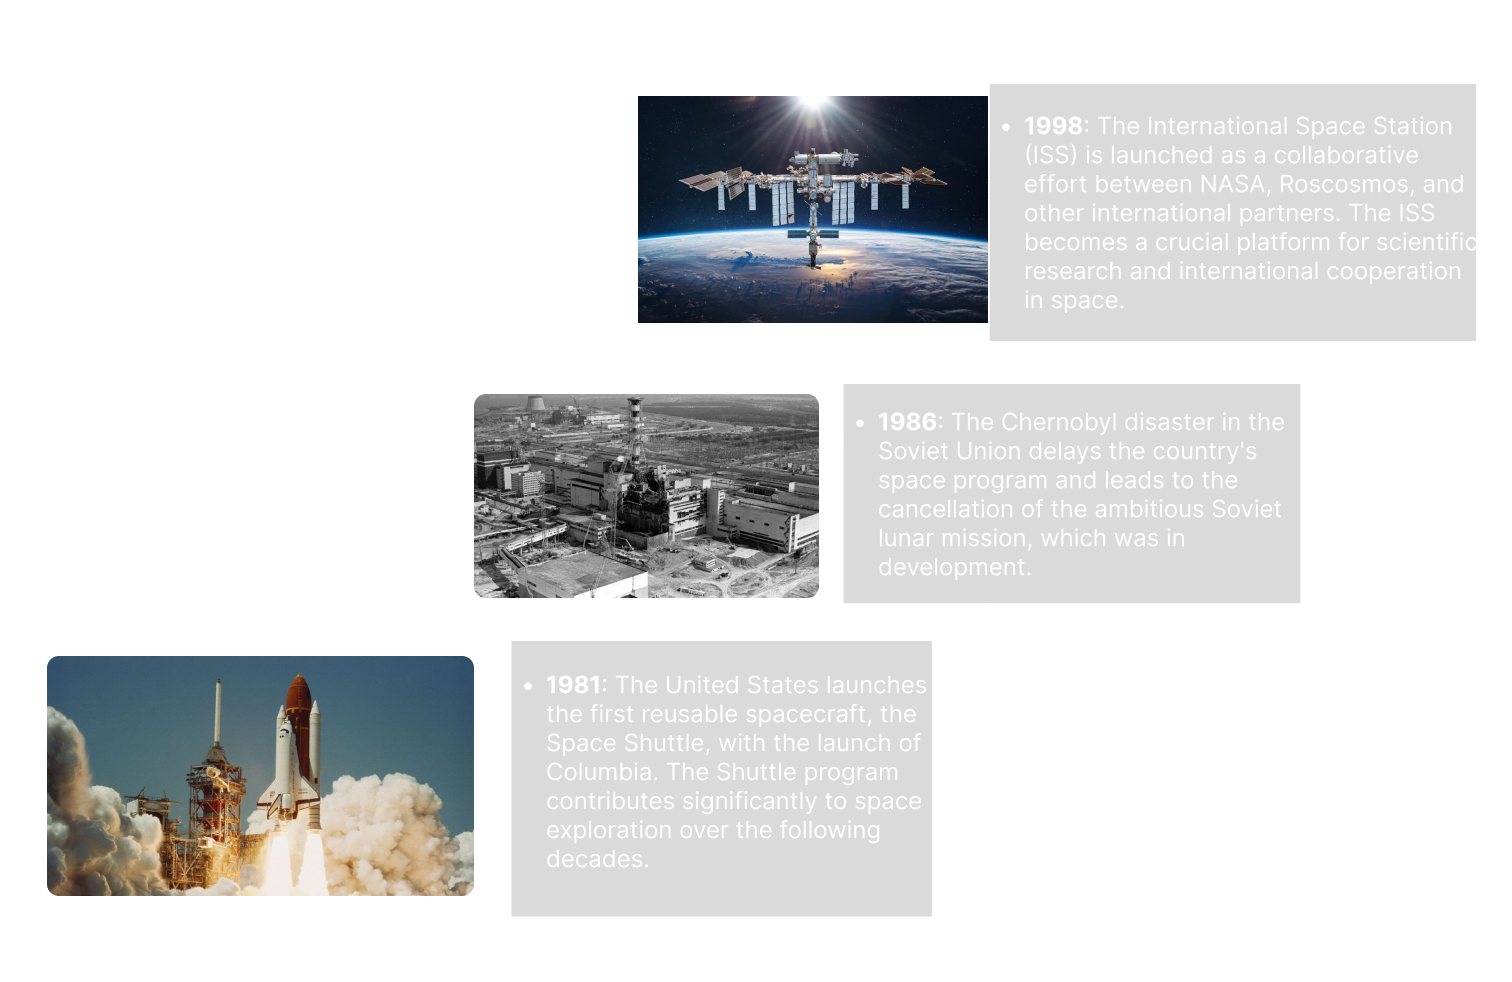 • 1998: The International Space Station
(ISS) is launched as a collaborative
effort between NASA, Roscosmos, and
other international partners. The ISS
becomes a crucial platform for scientific
research and international cooperation
in space.
• 1986: The Chernobyl disaster in the
Soviet Union delays the country's
space program and leads to the
cancellation of the ambitious Soviet
lunar mission, which was in
development.
• 1981: The United States launches
the first reusable spacecraft, the
Space Shuttle, with the launch of
Columbia. The Shuttle program
contributes significantly to space
exploration over the following
decades.